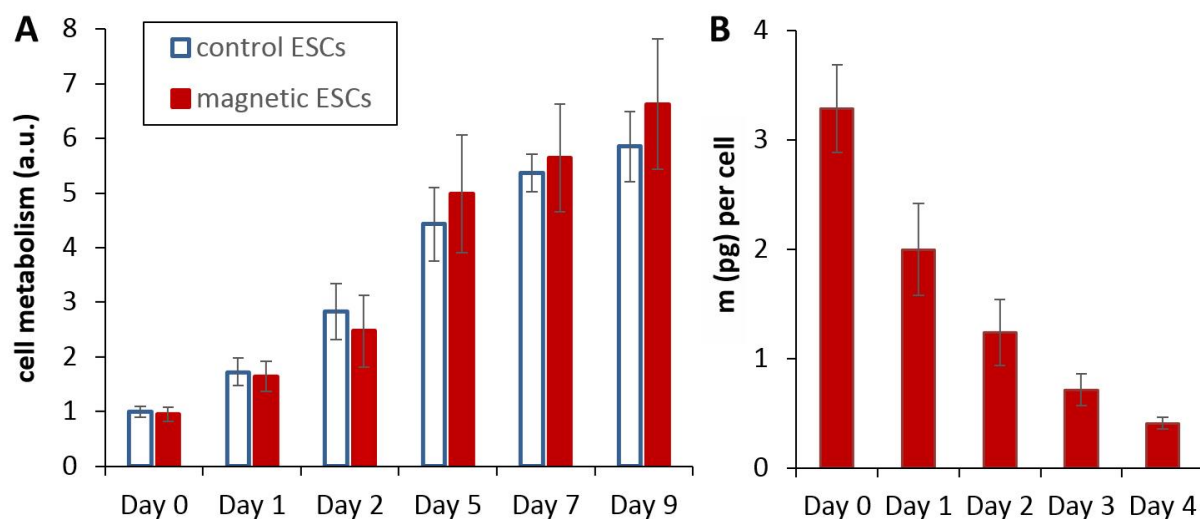 A
cell metabolism (a.u.)
8
7
6
5
4
3
2
1
0
control ESCs
magnetic ESCs
Day 0 Day 1 Day 2 Day 5 Day 7 Day 9
B
m (pg) per cell
4
3
2
1
0
Day 0 Day 1 Day 2 Day 3 Day 4